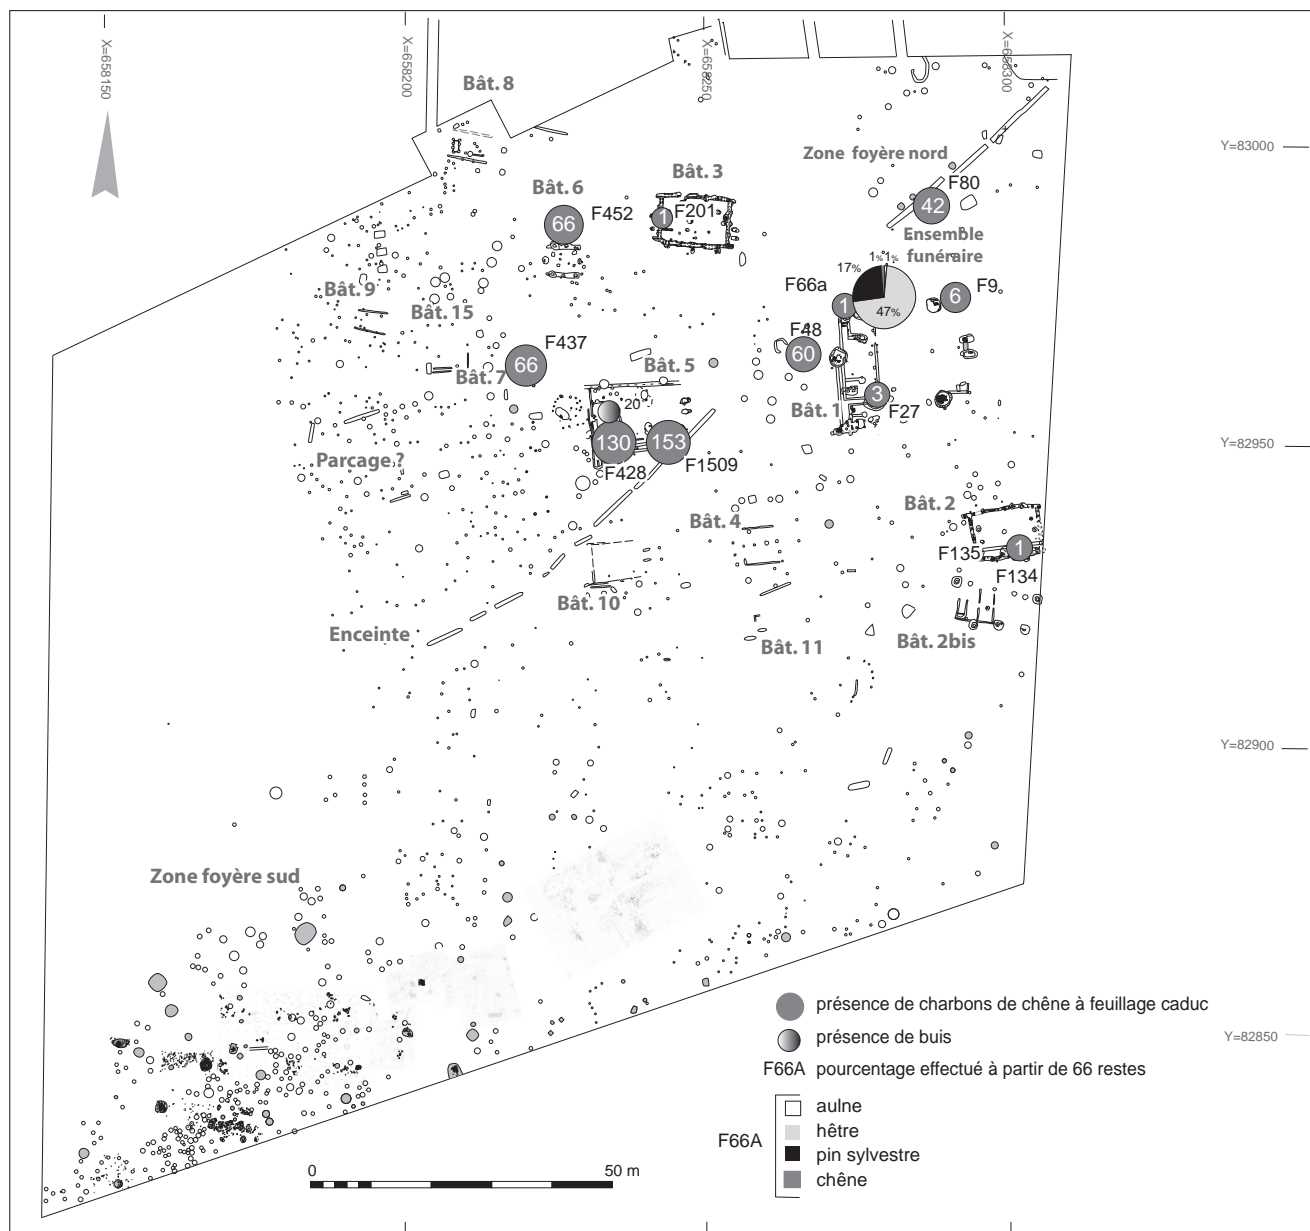 X=658150
X=658200
X=658250
X=658300
Bât. 8
Y=83000
Zone foyère nord
Bât. 3
F80
Bât. 6
F452
66
1
F201
42
Ensemble
funéraire
1% 1%
17%
F66a
F9
Bât. 9
Bât. 15
1
47%
6
F437
F48
66
60
Bât. 5
Bât. 7
3
Bât. 1
F27
20
130
153
Y=82950
Parcage ?
F428
F1509
Bât. 2
Bât. 4
F135
1
F134
Bât. 10
Enceinte
Bât. 11
Bât. 2bis
Y=82900
Zone foyère sud
présence de charbons de chêne à feuillage caduc
présence de buis
Y=82850
F66A pourcentage effectué à partir de 66 restes
aulne
hêtre
F66A
pin sylvestre
chêne
0
50 m